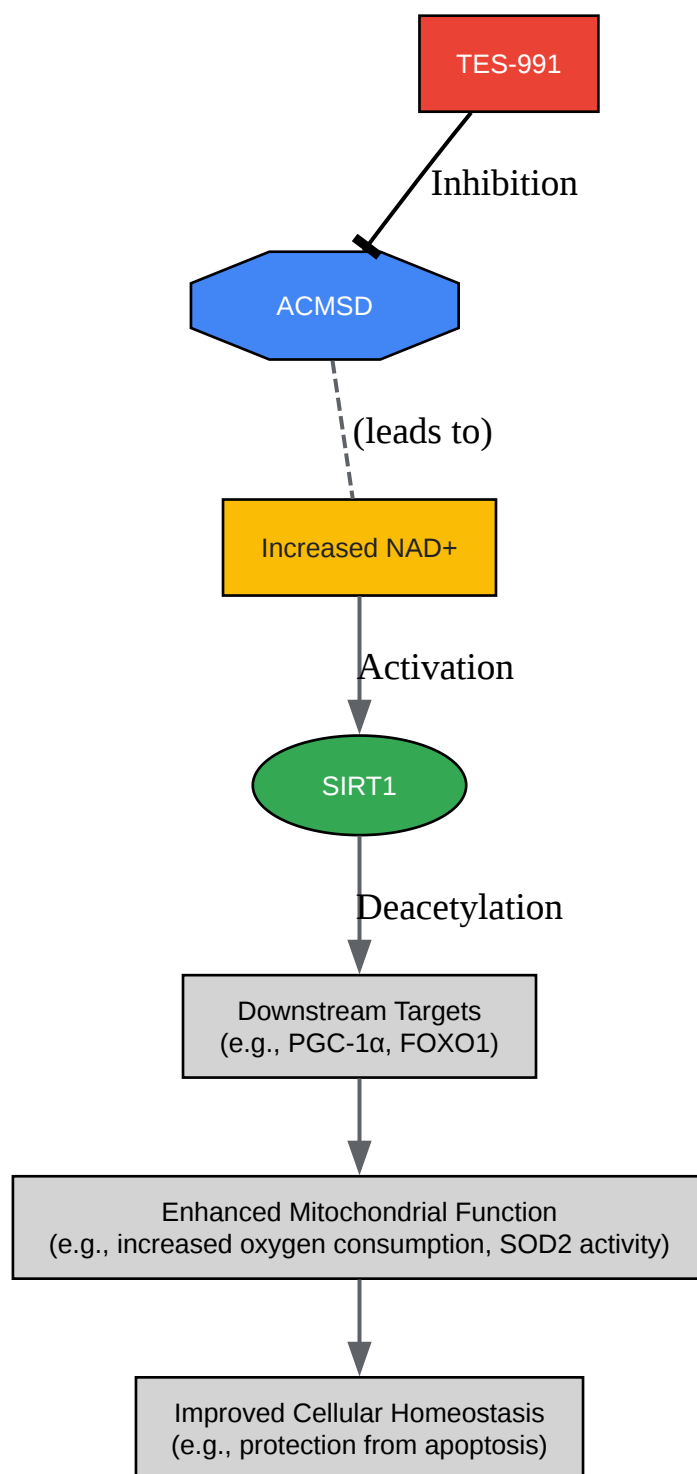 TES-991
Inhibition
ACMSD
(leads to)
Increased NAD+
Activation
SIRT1
Deacetylation
Downstream Targets
(e.g., PGC-1α, FOXO1)
Enhanced Mitochondrial Function
(e.g., increased oxygen consumption, SOD2 activity)
Improved Cellular Homeostasis
(e.g., protection from apoptosis)